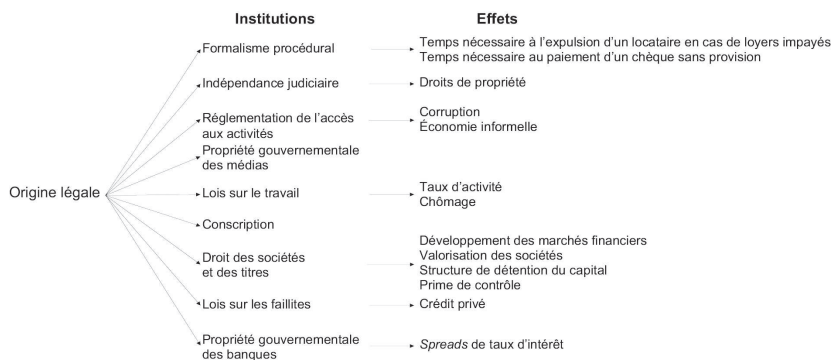 Institutions
Effets
Formalisme procédural
Temps nécessaire à l’expulsion d’un locataire en cas de loyers impayés
Temps nécessaire au paiement d’un chèque sans provision
Indépendance judiciaire
Droits de propriété
Réglementation de l’accès
aux activités
Corruption
Économie informelle
Propriété gouvernementale
des médias
Origine légale
Lois sur le travail
Taux d’activité
Chômage
Conscription
Droit des sociétés
et des titres
Développement des marchés financiers
Valorisation des sociétés
Structure de détention du capital
Prime de contrôle
Lois sur les faillites
Crédit privé
Propriété gouvernementale
des banques
Spreads de taux d’intérêt